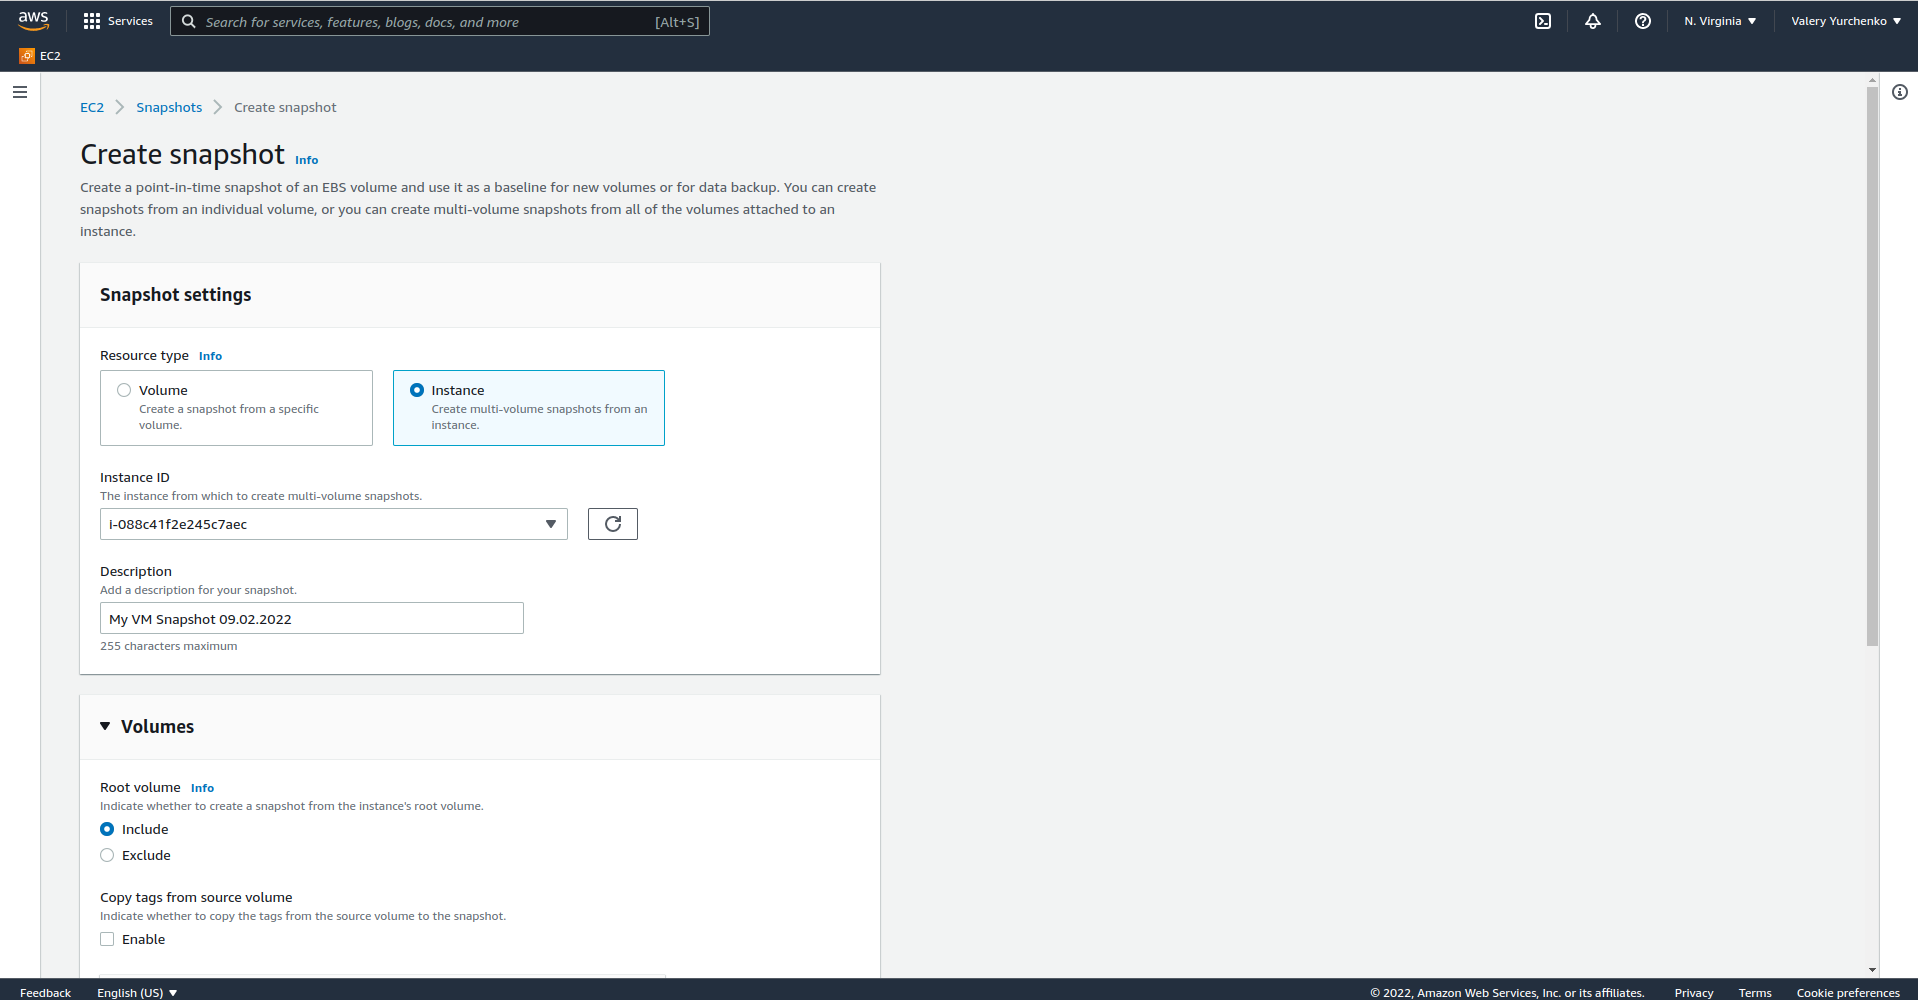 aws
Services
Search for services, features, blogs, docs, and more
[Alt+S]
N. Virginia
Valery Yurchenko
EC2
EC2 Snapshots Create snapshot
Create snapshot Info
Create a point-in-time snapshot of an EBS volume and use it as a baseline for new volumes or for data backup. You can create
snapshots from an individual volume, or you can create multi-volume snapshots from all of the volumes attached to an
instance.
Snapshot settings
Resource type Info
Volume
Create a snapshot from a specific
volume.
Instance
Create multi-volume snapshots from an
instance.
Instance ID
The instance from which to create multi-volume snapshots.
i-088c41f2e245c7aec
Description
Add a description for your snapshot.
My VM Snapshot 09.02.2022
255 characters maximum
Volumes
Root volume Info
Indicate whether to create a snapshot from the instance's root volume.
Include
Exclude
Copy tags from source volume
Indicate whether to copy the tags from the source volume to the snapshot.
Enable
Feedback
English (US)
© 2022, Amazon Web Services, Inc. or its affiliates.
Privacy
Terms
Cookie preferences